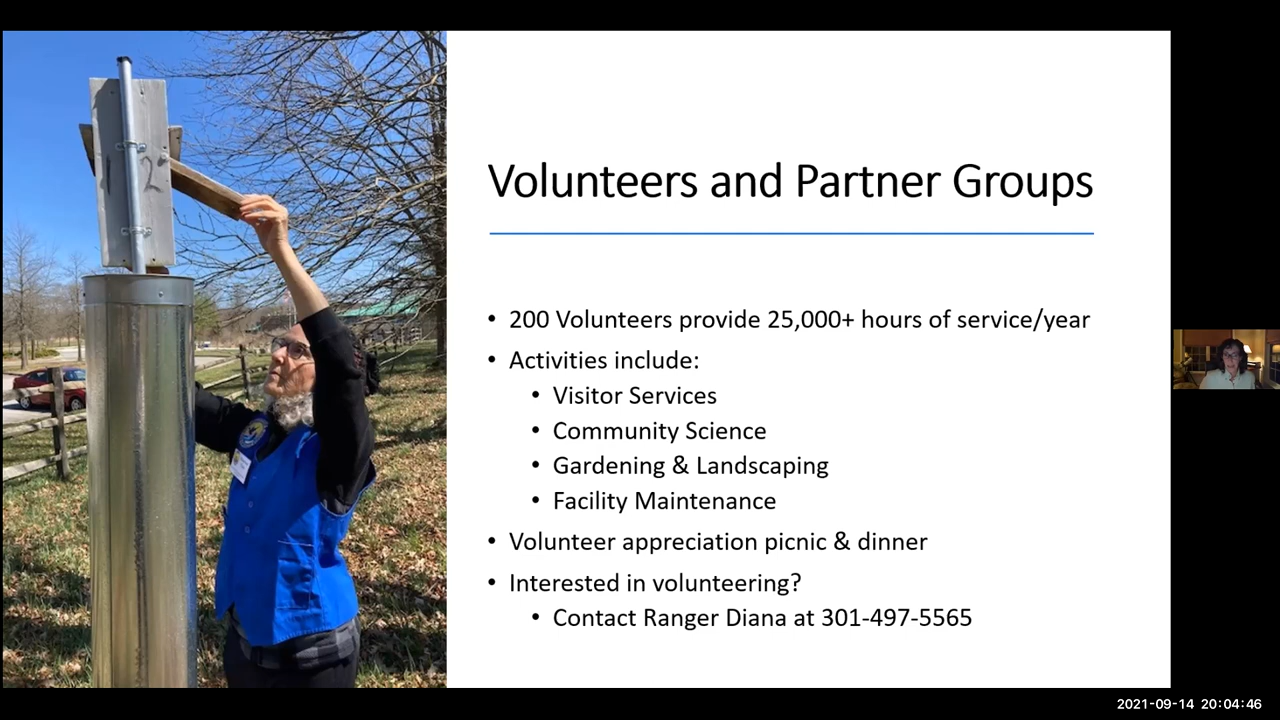 2
Volunteers and Partner Groups
• 200 Volunteers provide 25,000+ hours of service/year
• Activities include:
• Visitor Services
• Community Science
• Gardening & Landscaping
• Facility Maintenance
• Volunteer appreciation picnic & dinner
• Interested in volunteering?
• Contact Ranger Diana at 301-497-5565
2021-09-14 20:04:46